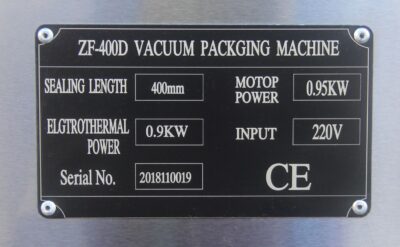 ZF-400D VACUUM PACKGING MACHINE
SEALING LENGTH 400mm
MOTOP POWER 0.95KW
ELGTROTHERMAL POWER 0.9KW
INPUT 220V
Serial No. 2018110019
CE